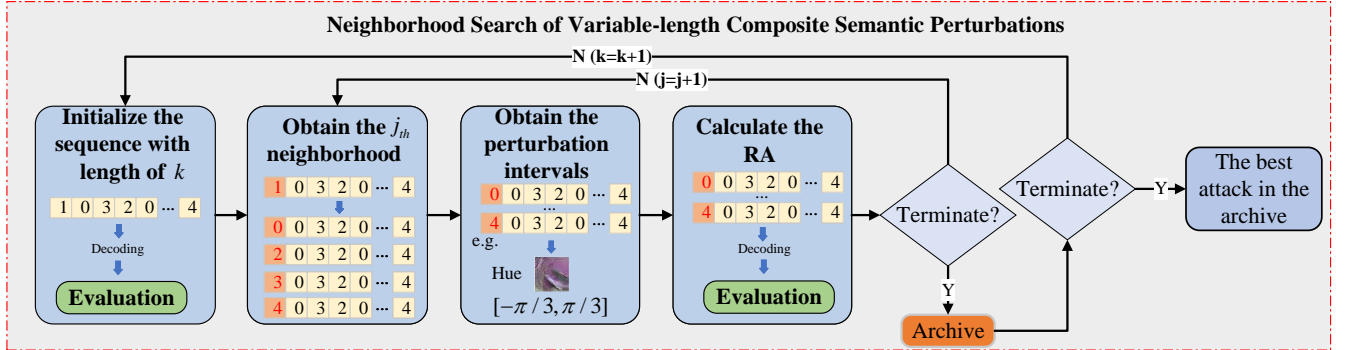 Neighborhood Search of Variable-length Composite Semantic Perturbations
N (k=k+1)
N (j=j+1)
Initialize the
sequence with
length of k
1 0 3 2 0 ... 4
Decoding
Evaluation
Obtain the j_th
neighborhood
1 0 3 2 0 ... 4
0 0 3 2 0 ... 4
2 0 3 2 0 ... 4
3 0 3 2 0 ... 4
4 0 3 2 0 ... 4
Obtain the
perturbation
intervals
0 0 3 2 0 ... 4
...
4 0 3 2 0 ... 4
e.g.
Hue
[−π / 3, π / 3]
Calculate the
RA
0 0 3 2 0 ... 4
...
4 0 3 2 0 ... 4
Decoding
Evaluation
Terminate?
Y
Archive
Terminate?
Y
The best
attack in the
archive